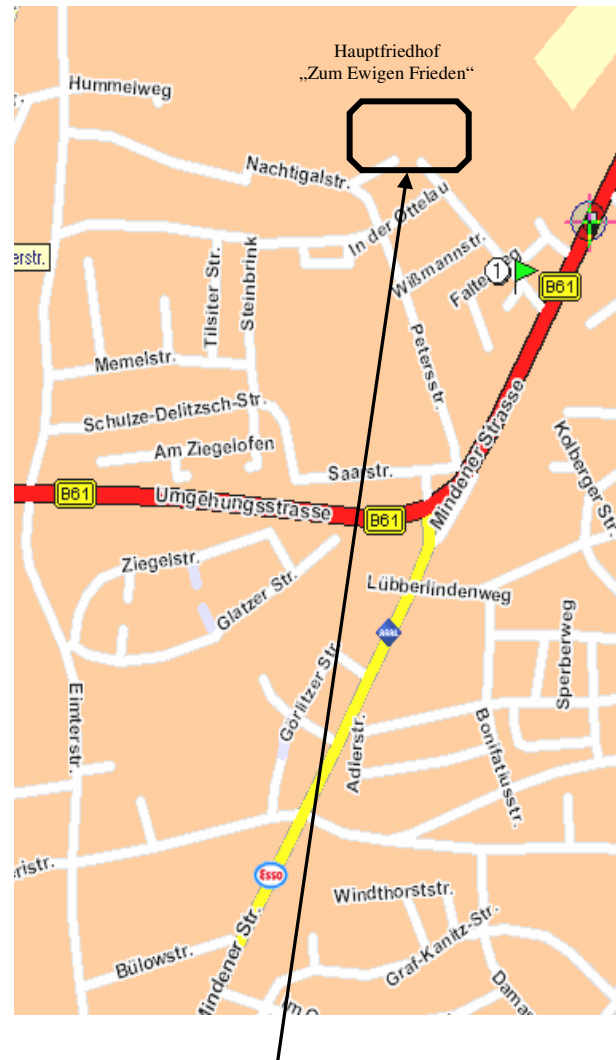 Hauptfriedhof
„Zum Ewigen Frieden“
Hummelweg
Nachtigalstr.
In der Ottelau
Wißmannstr.
erstr.
Tilsiter Str.
Steinbrink
1
B61
Petersstr.
Memelstr.
Schulze-Delitzsch-Str.
Am Ziegelofen
Saarstr.
Mindener Strasse
Kolberger Str.
B61
Umgehungsstrasse
B61
Ziegelstr.
Glatzer Str.
Lübberlindenweg
ARAL
Sperberweg
Görlitzer Str.
Eimterstr.
Adlerstr.
Bonifatiusstr.
eristr.
Esso
Windthorststr.
Mindener Str.
Graf-Kanitz-Str.
Bülowstr.
Dama